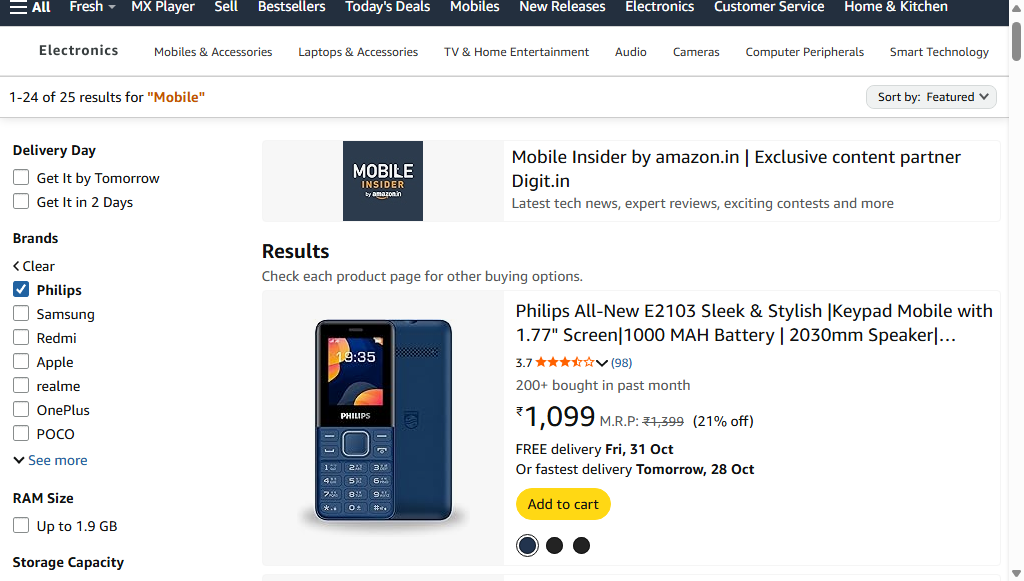 All Fresh MX Player Sell Bestsellers Today's Deals Mobiles New Releases Electronics Customer Service Home & Kitchen
Electronics Mobiles & Accessories Laptops & Accessories TV & Home Entertainment Audio Cameras Computer Peripherals Smart Technology
1-24 of 25 results for "Mobile"
Sort by: Featured
Delivery Day
Get It by Tomorrow
Get It in 2 Days
Brands
Clear
Philips
Samsung
Redmi
Apple
realme
OnePlus
POCO
See more
RAM Size
Up to 1.9 GB
Storage Capacity
MOBILE
INSIDER
by amazon.in
Mobile Insider by amazon.in | Exclusive content partner
Digit.in
Latest tech news, expert reviews, exciting contests and more
Results
Check each product page for other buying options.
19:35
PHILIPS
Philips All-New E2103 Sleek & Stylish |Keypad Mobile with
1.77" Screen|1000 MAH Battery | 2030mm Speaker|...
3.7 (98)
200+ bought in past month
₹1,099 M.R.P: ₹1,399 (21% off)
FREE delivery Fri, 31 Oct
Or fastest delivery Tomorrow, 28 Oct
Add to cart